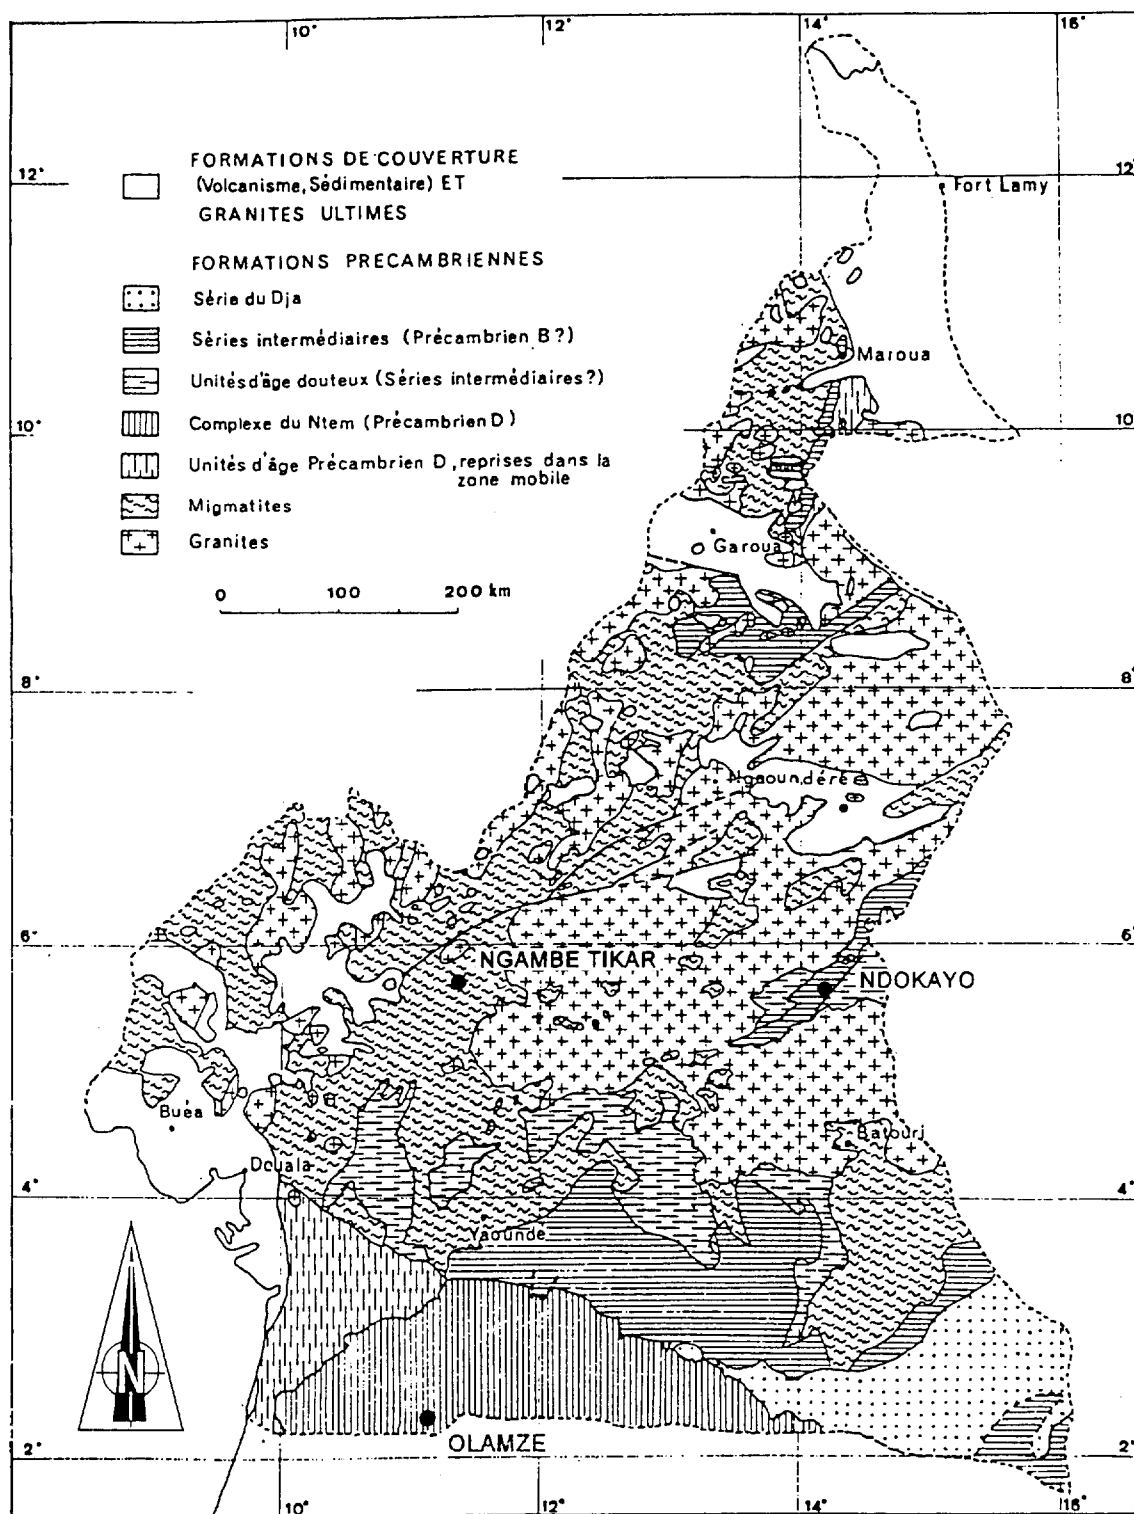 10° 12° 14° 16°
FORMATIONS DE COUVERTURE
(Volcanisme, Sédimentaire) ET
GRANITES ULTIMES
12° 12°
Fort Lamy
FORMATIONS PRECAMBRIENNES
Série du Dja
Séries intermédiaires (Précambrien B?)
Maroua
Unités d'âge douteux (Séries intermédiaires?)
Complexe du Ntem (Précambrien D)
10° 10
Unités d'âge Précambrien D, reprises dans la
zone mobile
Migmatites
Granites
Garoua
0 100 200 km
8° 8°
Ngaoundéré
6° 6°
NGAMBE TIKAR
NDOKAYO
Buéa
Batouri
Douala
4° 4°
Yaounde
N
OLAMZE
2° 2°
10° 12° 14° 16°